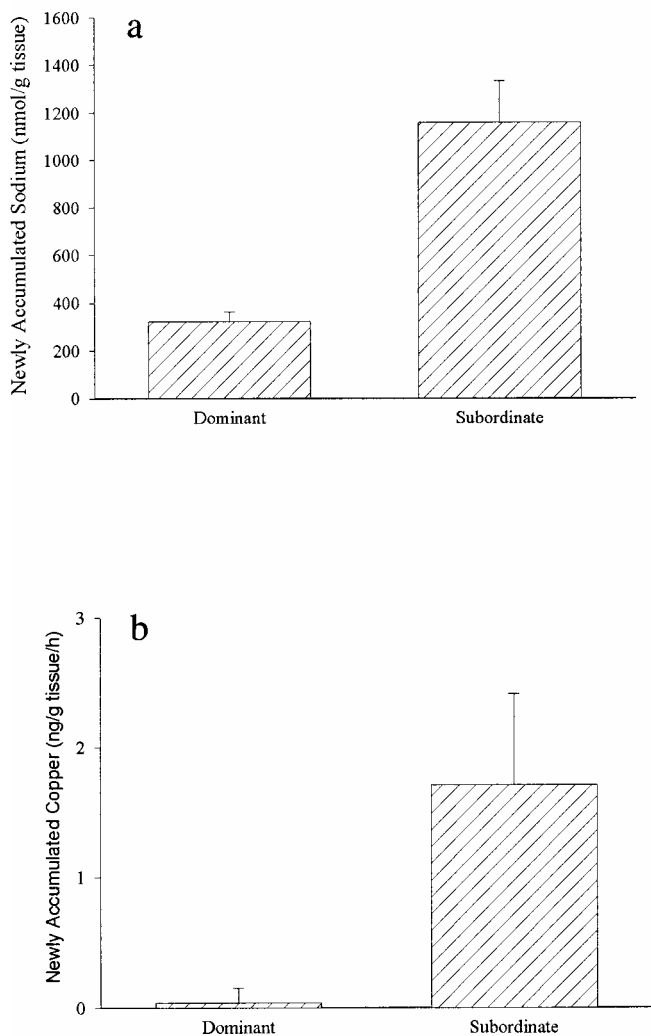 a
Newly Accumulated Sodium (nmol/g tissue)
1600
1400
1200
1000
800
600
400
200
0
Dominant Subordinate
b
Newly Accumulated Copper (ng/g tissue/h)
3
2
1
0
Dominant Subordinate